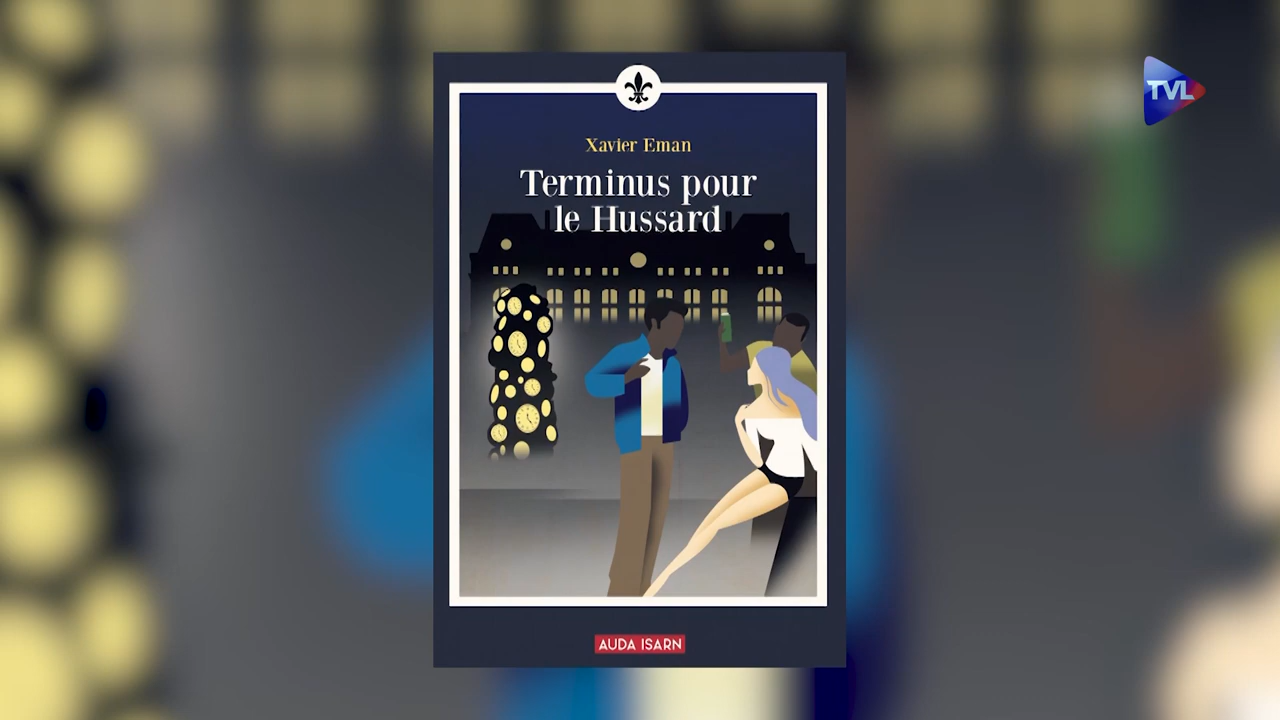 Xavier Eman
Terminus pour
le Hussard
AUDA ISARN
TVL